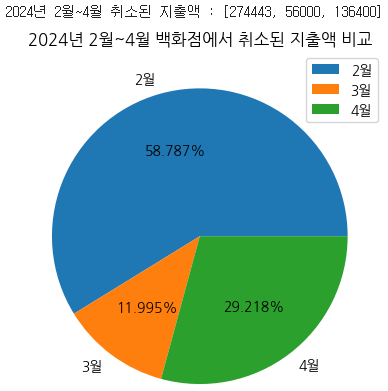 2024년 2월~4월 취소된 지출액 : [274443, 56000, 136400]
2024년 2월~4월 백화점에서 취소된 지출액 비교
2월
3월
4월
2월
58.787%
11.995%
29.218%
3월
4월